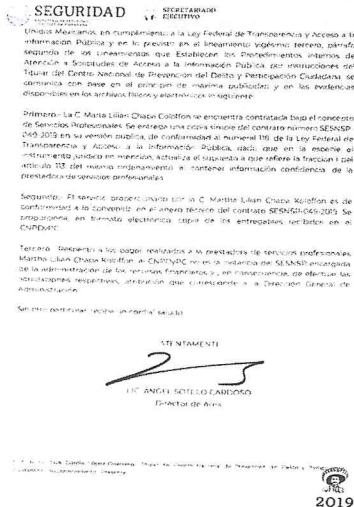 SEGURIDAD
SECRETARIADO
EJECUTIVO
Unidos Mexicanos, en cumplimiento a la Ley Federal de Transparencia y Acceso a la
Información Pública y en lo previsto en el lineamiento vigésimo tercero, párrafo
segundo de los Lineamientos que Establecen los Procedimientos internos de
Atención a Solicitudes de Acceso a la Información Pública, por instrucciones del
Titular del Centro Nacional de Prevención del Delito y Participación Ciudadana, se
comunica con base en el principio de máxima publicidad y en las evidencias
disponibles en los archivos físicos y electrónicos lo siguiente
Primero.- La C. Martha Lilian Chapa Koloffon se encuentra contratada bajo el concepto
de Servicios Profesionales. Se entrega una copia simple del contrato número SESNSP-
049-2019 en su versión pública, de conformidad al numeral 118 de la Ley Federal de
Transparencia y Acceso a la Información Pública, dado que en la especie el
instrumento jurídico en mención, actualiza el supuesto a que refiere la fracción I del
artículo 113 del mismo ordenamiento al contener información confidencial de la
prestadora de servicios profesionales.
Segundo.- El servicio proporcionado por la C. Martha Lilian Chapa Koloffon es de
conformidad a lo convenido en el anexo técnico del contrato SESNSP-049-2019. Se
proporciona, en formato electrónico, copia de los entregables recibidos en el
CNPDyPC.
Tercero.- Respecto a los pagos realizados a la prestadora de servicios profesionales,
Martha Lilian Chapa Koloffon, el CNPDyPC no es la instancia del SESNSP encargada
de la administración de los recursos financieros y, en consecuencia, de efectuar las
aportaciones respectivas, atribución que corresponde a la Dirección General de
Administración.
Sin otro particular, recibe un cordial saludo.
ATENTAMENTE
LIC. ANGEL SOTELO CARDOSO
Director de Área
2019